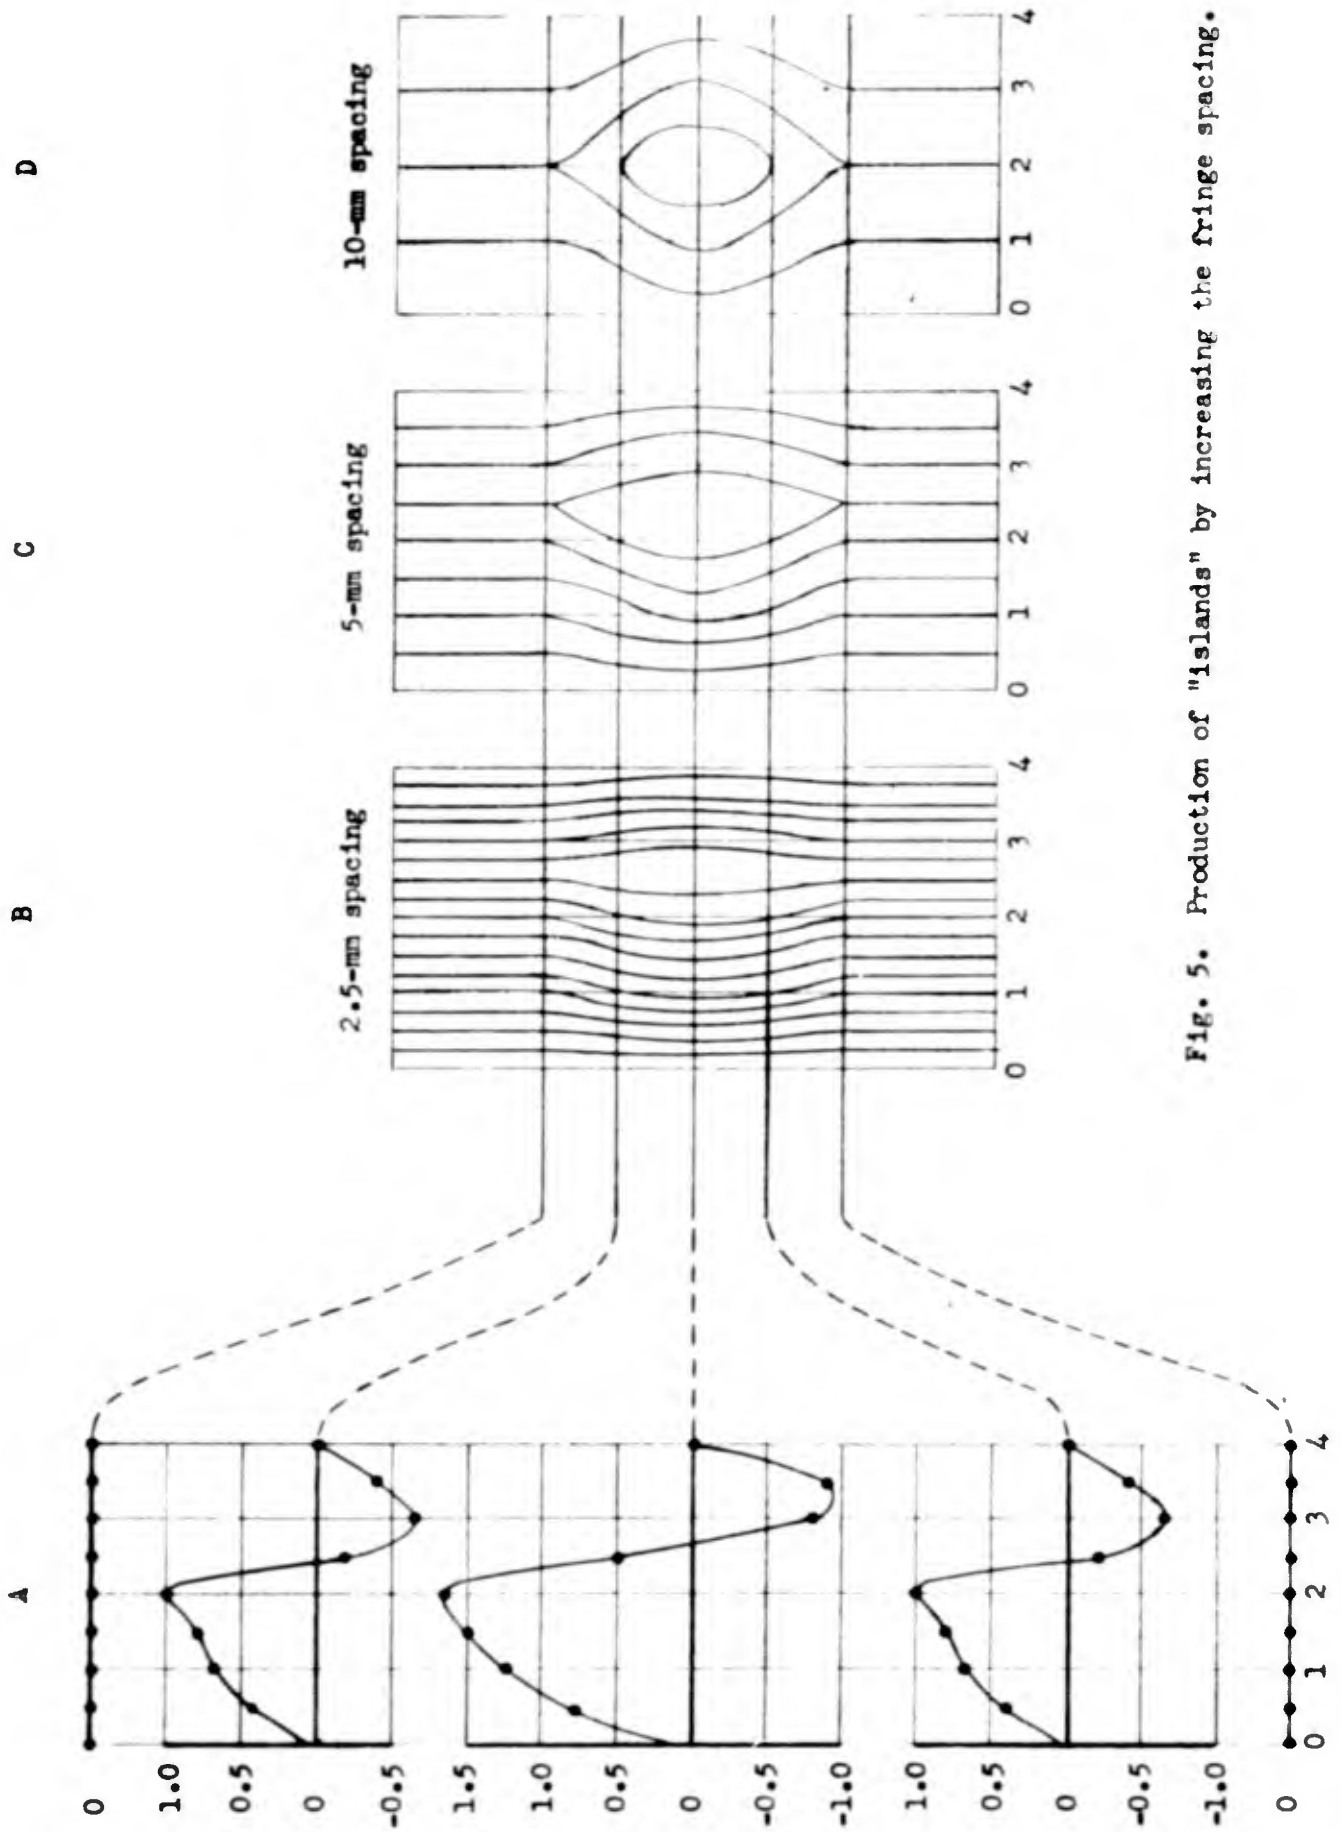 A
B
C
D
2.5-mm spacing
5-mm spacing
10-mm spacing
0
1.0
0.5
0
-0.5
1.5
1.0
0.5
0
-0.5
-1.0
1.0
0.5
0
-0.5
-1.0
0
0 1 2 3 4
0 1 2 3 4
0 1 2 3 4
0 1 2 3 4
Fig. 5. Production of "islands" by increasing the fringe spacing.